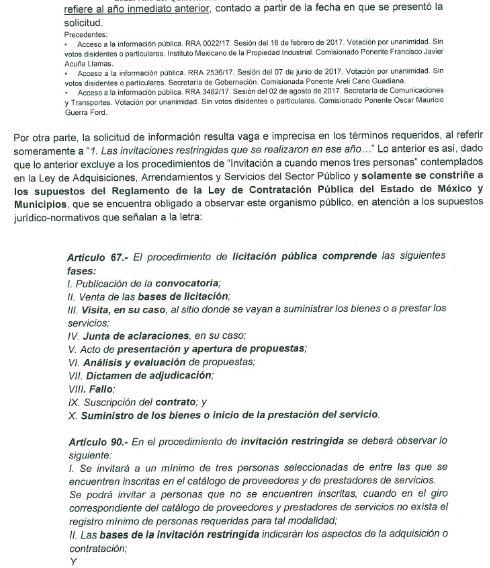 refiere al año inmediato anterior, contado a partir de la fecha en que se presentó la
solicitud.
Precedentes:
• Acceso a la información pública. RRA 0022/17. Sesión del 16 de febrero de 2017. Votación por unanimidad. Sin
votos disidentes o particulares. Instituto Mexicano de la Propiedad Industrial. Comisionado Ponente Francisco Javier
Acuña Llamas.
• Acceso a la información pública. RRA 2536/17. Sesión del 07 de junio de 2017. Votación por unanimidad. Sin
votos disidentes o particulares. Secretaría de Gobernación. Comisionada Ponente Areli Cano Guadiana.
• Acceso a la información pública. RRA 3482/17. Sesión del 02 de agosto de 2017. Secretaría de Comunicaciones
y Transportes. Votación por unanimidad. Sin votos disidentes o particulares. Comisionado Ponente Oscar Mauricio
Guerra Ford.
Por otra parte, la solicitud de información resulta vaga e imprecisa en los términos requeridos, al referir
someramente a "1. Las invitaciones restringidas que se realizaron en ese año…" Lo anterior es así, dado
que lo anterior excluye a los procedimientos de "Invitación a cuando menos tres personas" contemplados
en la Ley de Adquisiciones, Arrendamientos y Servicios del Sector Público y solamente se constriñe a
los supuestos del Reglamento de la Ley de Contratación Pública del Estado de México y
Municipios, que se encuentra obligado a observar este organismo público, en atención a los supuestos
jurídico-normativos que señalan a la letra:
Artículo 67.- El procedimiento de licitación pública comprende las siguientes
fases:
I. Publicación de la convocatoria;
II. Venta de las bases de licitación;
III. Visita, en su caso, al sitio donde se vayan a suministrar los bienes o a prestar los
servicios;
IV. Junta de aclaraciones, en su caso;
V. Acto de presentación y apertura de propuestas;
VI. Análisis y evaluación de propuestas;
VII. Dictamen de adjudicación;
VIII. Fallo;
IX. Suscripción del contrato; y
X. Suministro de los bienes o inicio de la prestación del servicio.
Artículo 90.- En el procedimiento de invitación restringida se deberá observar lo
siguiente:
I. Se invitará a un mínimo de tres personas seleccionadas de entre las que se
encuentren inscritas en el catálogo de proveedores y de prestadores de servicios.
Se podrá invitar a personas que no se encuentren inscritas, cuando en el giro
correspondiente del catálogo de proveedores y prestadores de servicios no exista el
registro mínimo de personas requeridas para tal modalidad;
II. Las bases de la invitación restringida indicarán los aspectos de la adquisición o
contratación;
Y